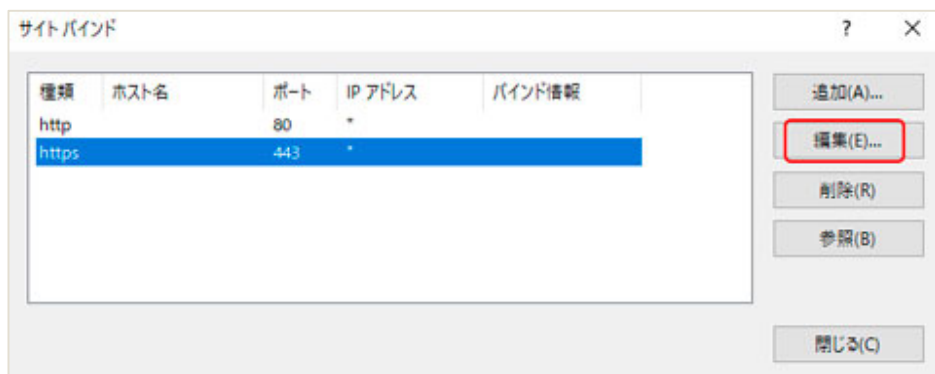 サイト バインド ? ×
種類 ホスト名 ポート IP アドレス バインド情報
http 80 *
https 443 *
追加(A)...
編集(E)...
削除(R)
参照(B)
閉じる(C)